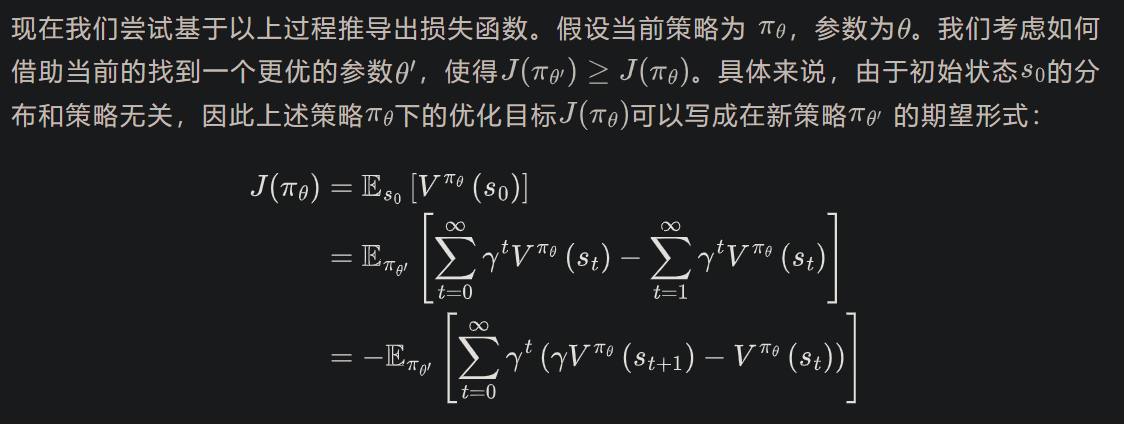 现在我们尝试基于以上过程推导出损失函数。假设当前策略为 $\pi_\theta$，参数为$\theta$。我们考虑如何
借助当前的找到一个更优的参数$\theta'$，使得$J(\pi_{\theta'}) \geq J(\pi_\theta)$。具体来说，由于初始状态$s_0$的分
布和策略无关，因此上述策略$\pi_\theta$下的优化目标$J(\pi_\theta)$可以写成在新策略$\pi_{\theta'}$ 的期望形式：
$J(\pi_\theta) = \mathbb{E}_{s_0}\left[V^{\pi_\theta}(s_0)\right]$
$= \mathbb{E}_{\pi_{\theta'}}\left[\sum_{t=0}^{\infty} \gamma^t V^{\pi_\theta}(s_t) - \sum_{t=1}^{\infty} \gamma^t V^{\pi_\theta}(s_t)\right]$
$= -\mathbb{E}_{\pi_{\theta'}}\left[\sum_{t=0}^{\infty} \gamma^t \left(\gamma V^{\pi_\theta}(s_{t+1}) - V^{\pi_\theta}(s_t)\right)\right]$